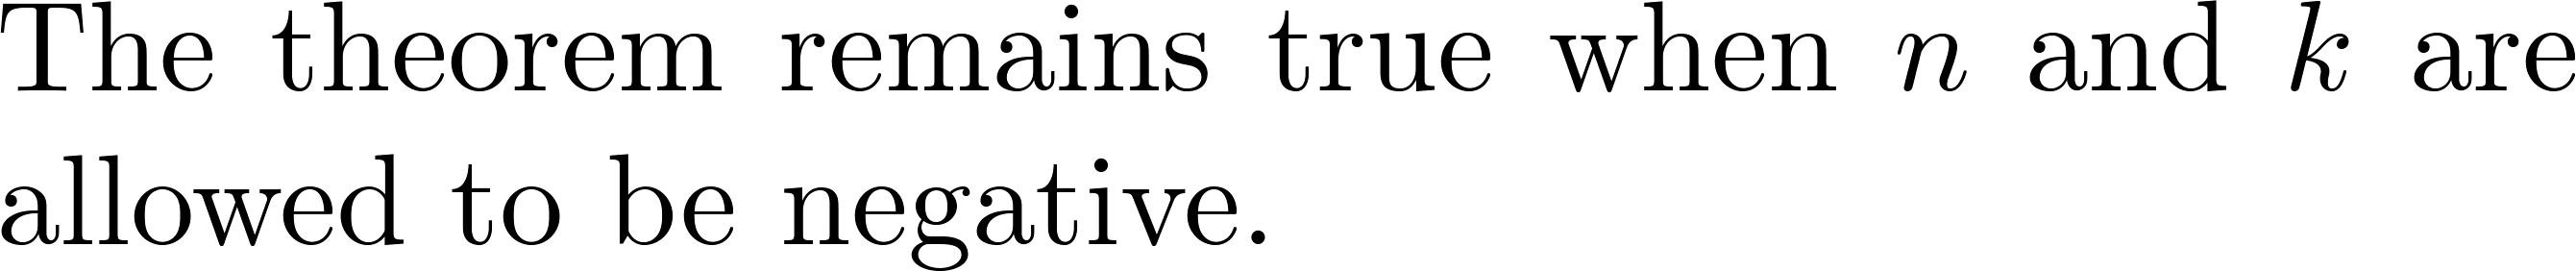 The theorem remains true when n and k are
allowed to be negative.